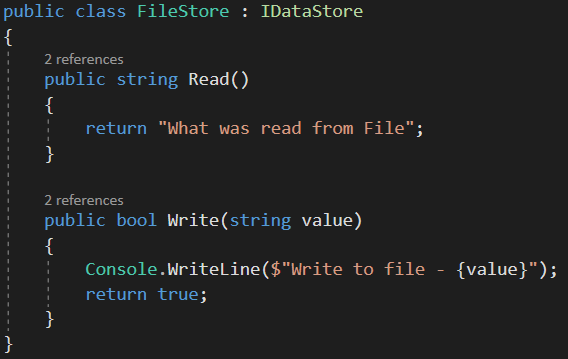 public class FileStore : IDataStore
{
2 references
public string Read()
{
return "What was read from File";
}
2 references
public bool Write(string value)
{
Console.WriteLine($"Write to file - {value}");
return true;
}
}